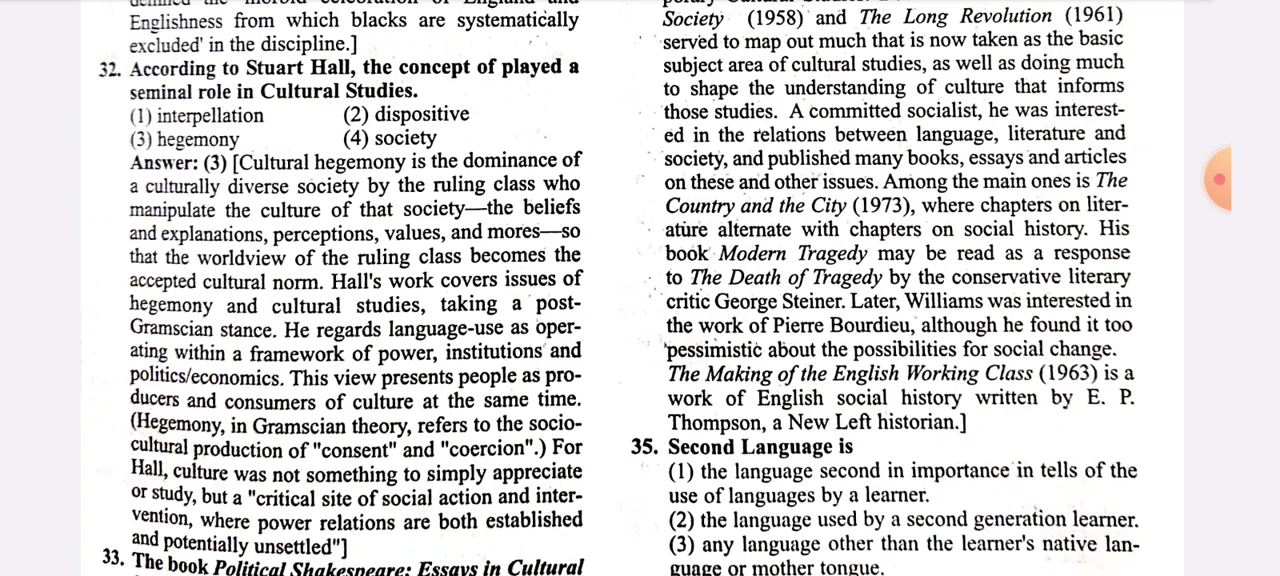 Englishness from which blacks are systematically
excluded' in the discipline.]
32. According to Stuart Hall, the concept of played a
seminal role in Cultural Studies.
(1) interpellation (2) dispositive
(3) hegemony (4) society
Answer: (3) [Cultural hegemony is the dominance of
a culturally diverse society by the ruling class who
manipulate the culture of that society—the beliefs
and explanations, perceptions, values, and mores—so
that the worldview of the ruling class becomes the
accepted cultural norm. Hall's work covers issues of
hegemony and cultural studies, taking a post-
Gramscian stance. He regards language-use as oper-
ating within a framework of power, institutions and
politics/economics. This view presents people as pro-
ducers and consumers of culture at the same time.
(Hegemony, in Gramscian theory, refers to the socio-
cultural production of "consent" and "coercion".) For
Hall, culture was not something to simply appreciate
or study, but a "critical site of social action and inter-
vention, where power relations are both established
and potentially unsettled"]
33. The book Political Shakespeare: Essays in Cultural
Society (1958) and The Long Revolution (1961)
served to map out much that is now taken as the basic
subject area of cultural studies, as well as doing much
to shape the understanding of culture that informs
those studies. A committed socialist, he was interest-
ed in the relations between language, literature and
society, and published many books, essays and articles
on these and other issues. Among the main ones is The
Country and the City (1973), where chapters on liter-
ature alternate with chapters on social history. His
book Modern Tragedy may be read as a response
to The Death of Tragedy by the conservative literary
critic George Steiner. Later, Williams was interested in
the work of Pierre Bourdieu, although he found it too
pessimistic about the possibilities for social change.
The Making of the English Working Class (1963) is a
work of English social history written by E. P.
Thompson, a New Left historian.]
35. Second Language is
(1) the language second in importance in tells of the
use of languages by a learner.
(2) the language used by a second generation learner.
(3) any language other than the learner's native lan-
guage or mother tongue.